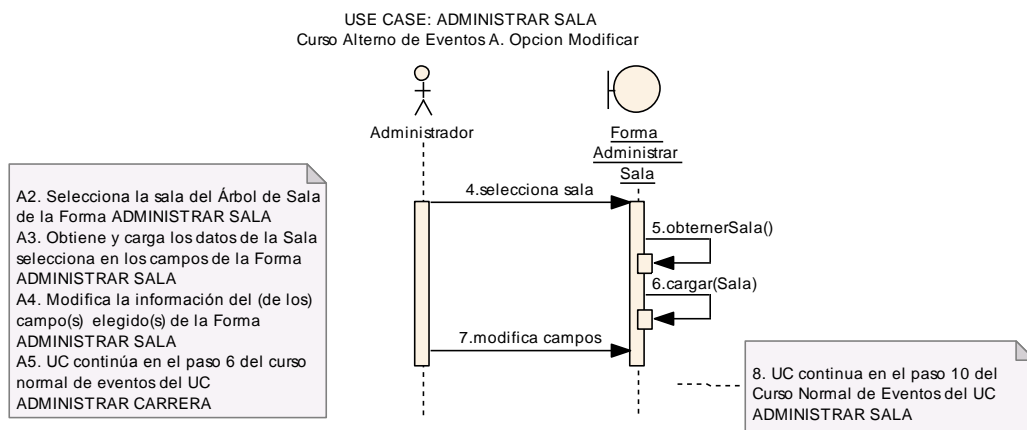 USE CASE: ADMINISTRAR SALA
Curso Alterno de Eventos A. Opcion Modificar
Administrador
Forma
Administrar
Sala
A2. Selecciona la sala del Árbol de Sala
de la Forma ADMINISTRAR SALA
A3. Obtiene y carga los datos de la Sala
selecciona en los campos de la Forma
ADMINISTRAR SALA
A4. Modifica la información del (de los)
campo(s) elegido(s) de la Forma
ADMINISTRAR SALA
A5. UC continúa en el paso 6 del curso
normal de eventos del UC
ADMINISTRAR CARRERA
4.selecciona sala
5.obternerSala()
6.cargar(Sala)
7.modifica campos
8. UC continua en el paso 10 del
Curso Normal de Eventos del UC
ADMINISTRAR SALA